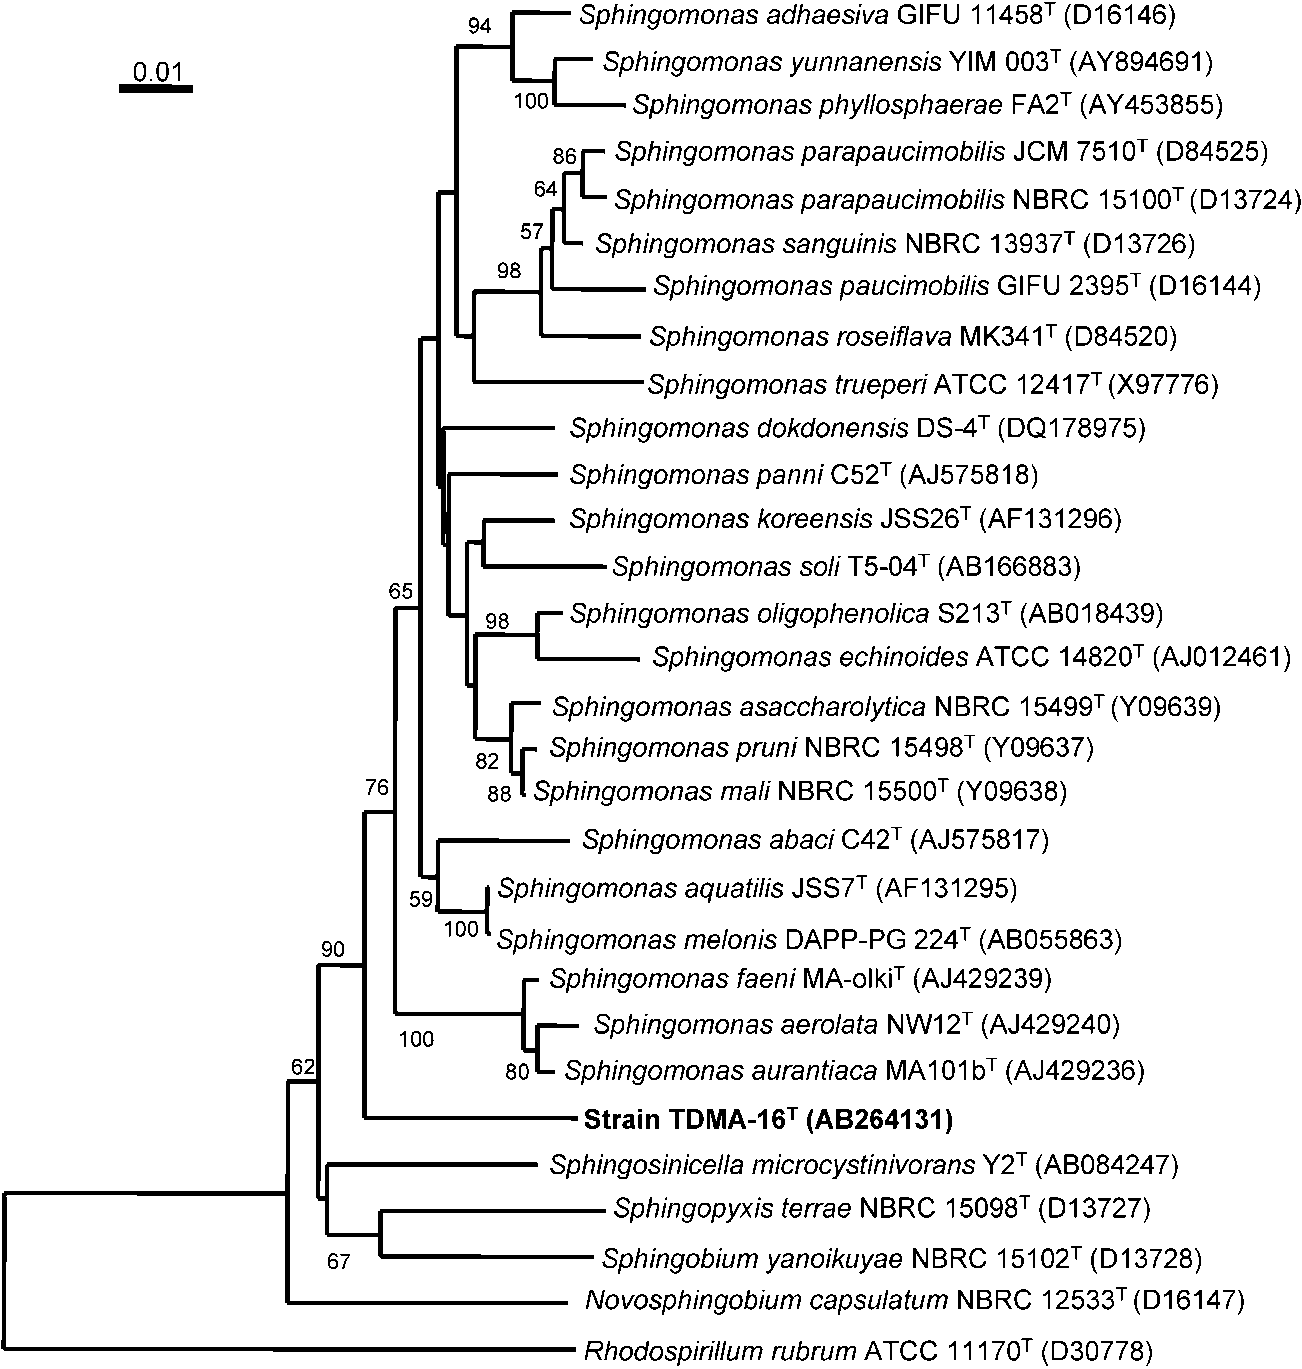 94
Sphingomonas adhaesiva GIFU 11458ᵀ (D16146)
0.01
Sphingomonas yunnanensis YIM 003ᵀ (AY894691)
100
Sphingomonas phyllosphaerae FA2ᵀ (AY453855)
86
Sphingomonas parapaucimobilis JCM 7510ᵀ (D84525)
64
Sphingomonas parapaucimobilis NBRC 15100ᵀ (D13724)
57
Sphingomonas sanguinis NBRC 13937ᵀ (D13726)
98
Sphingomonas paucimobilis GIFU 2395ᵀ (D16144)
Sphingomonas roseiflava MK341ᵀ (D84520)
Sphingomonas trueperi ATCC 12417ᵀ (X97776)
Sphingomonas dokdonensis DS-4ᵀ (DQ178975)
Sphingomonas panni C52ᵀ (AJ575818)
Sphingomonas koreensis JSS26ᵀ (AF131296)
Sphingomonas soli T5-04ᵀ (AB166883)
65
98
Sphingomonas oligophenolica S213ᵀ (AB018439)
Sphingomonas echinoides ATCC 14820ᵀ (AJ012461)
Sphingomonas asaccharolytica NBRC 15499ᵀ (Y09639)
82
Sphingomonas pruni NBRC 15498ᵀ (Y09637)
76
88
Sphingomonas mali NBRC 15500ᵀ (Y09638)
Sphingomonas abaci C42ᵀ (AJ575817)
59
Sphingomonas aquatilis JSS7ᵀ (AF131295)
100
Sphingomonas melonis DAPP-PG 224ᵀ (AB055863)
90
Sphingomonas faeni MA-olkiᵀ (AJ429239)
100
Sphingomonas aerolata NW12ᵀ (AJ429240)
62
80
Sphingomonas aurantiaca MA101bᵀ (AJ429236)
Strain TDMA-16ᵀ (AB264131)
Sphingosinicella microcystinivorans Y2ᵀ (AB084247)
Sphingopyxis terrae NBRC 15098ᵀ (D13727)
67
Sphingobium yanoikuyae NBRC 15102ᵀ (D13728)
Novosphingobium capsulatum NBRC 12533ᵀ (D16147)
Rhodospirillum rubrum ATCC 11170ᵀ (D30778)